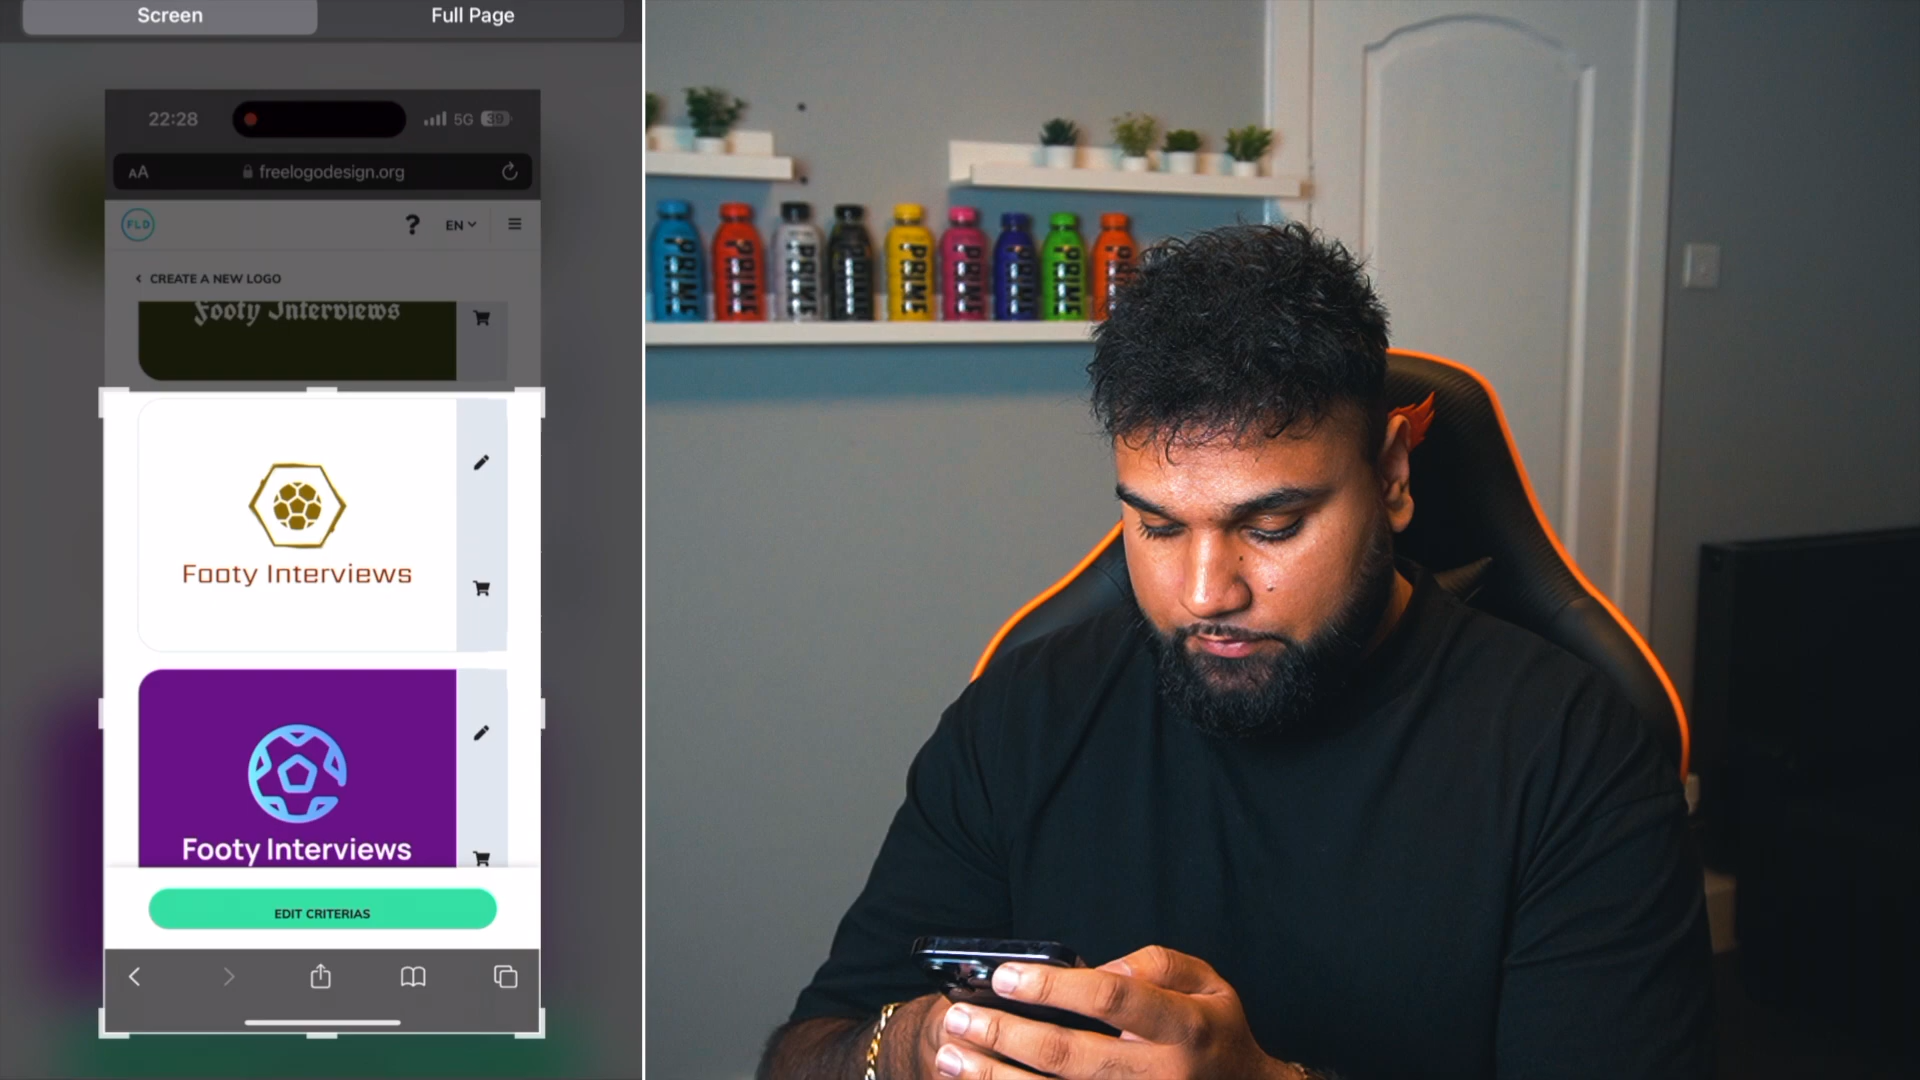 Screen Full Page
22:28 5G 39
AA freelogodesign.org
FLD ? EN
CREATE A NEW LOGO
Footy Interviews
Footy Interviews
Footy Interviews
EDIT CRITERIAS
PRIME PRIME PRIME PRIME PRIME PRIME PRIME PRIME PRIME